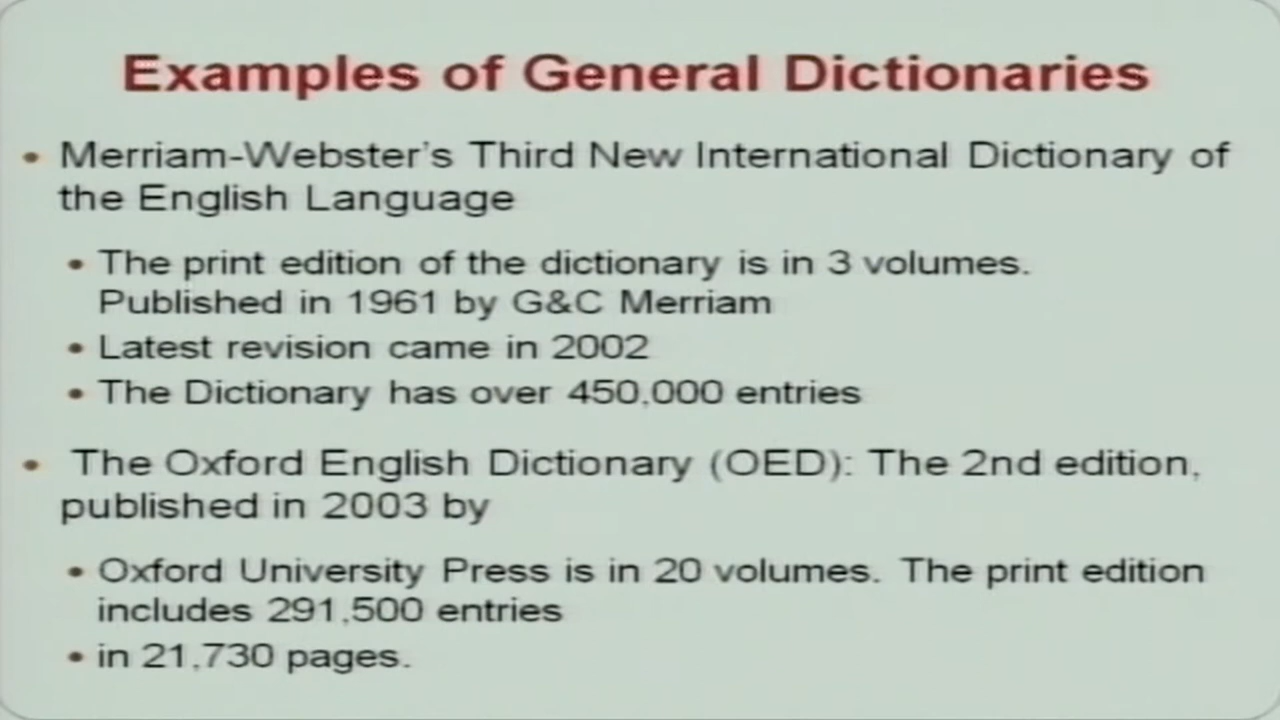 Examples of General Dictionaries
• Merriam-Webster's Third New International Dictionary of
the English Language
• The print edition of the dictionary is in 3 volumes.
Published in 1961 by G&C Merriam
• Latest revision came in 2002
• The Dictionary has over 450,000 entries
• The Oxford English Dictionary (OED): The 2nd edition,
published in 2003 by
• Oxford University Press is in 20 volumes. The print edition
includes 291,500 entries
• in 21,730 pages.